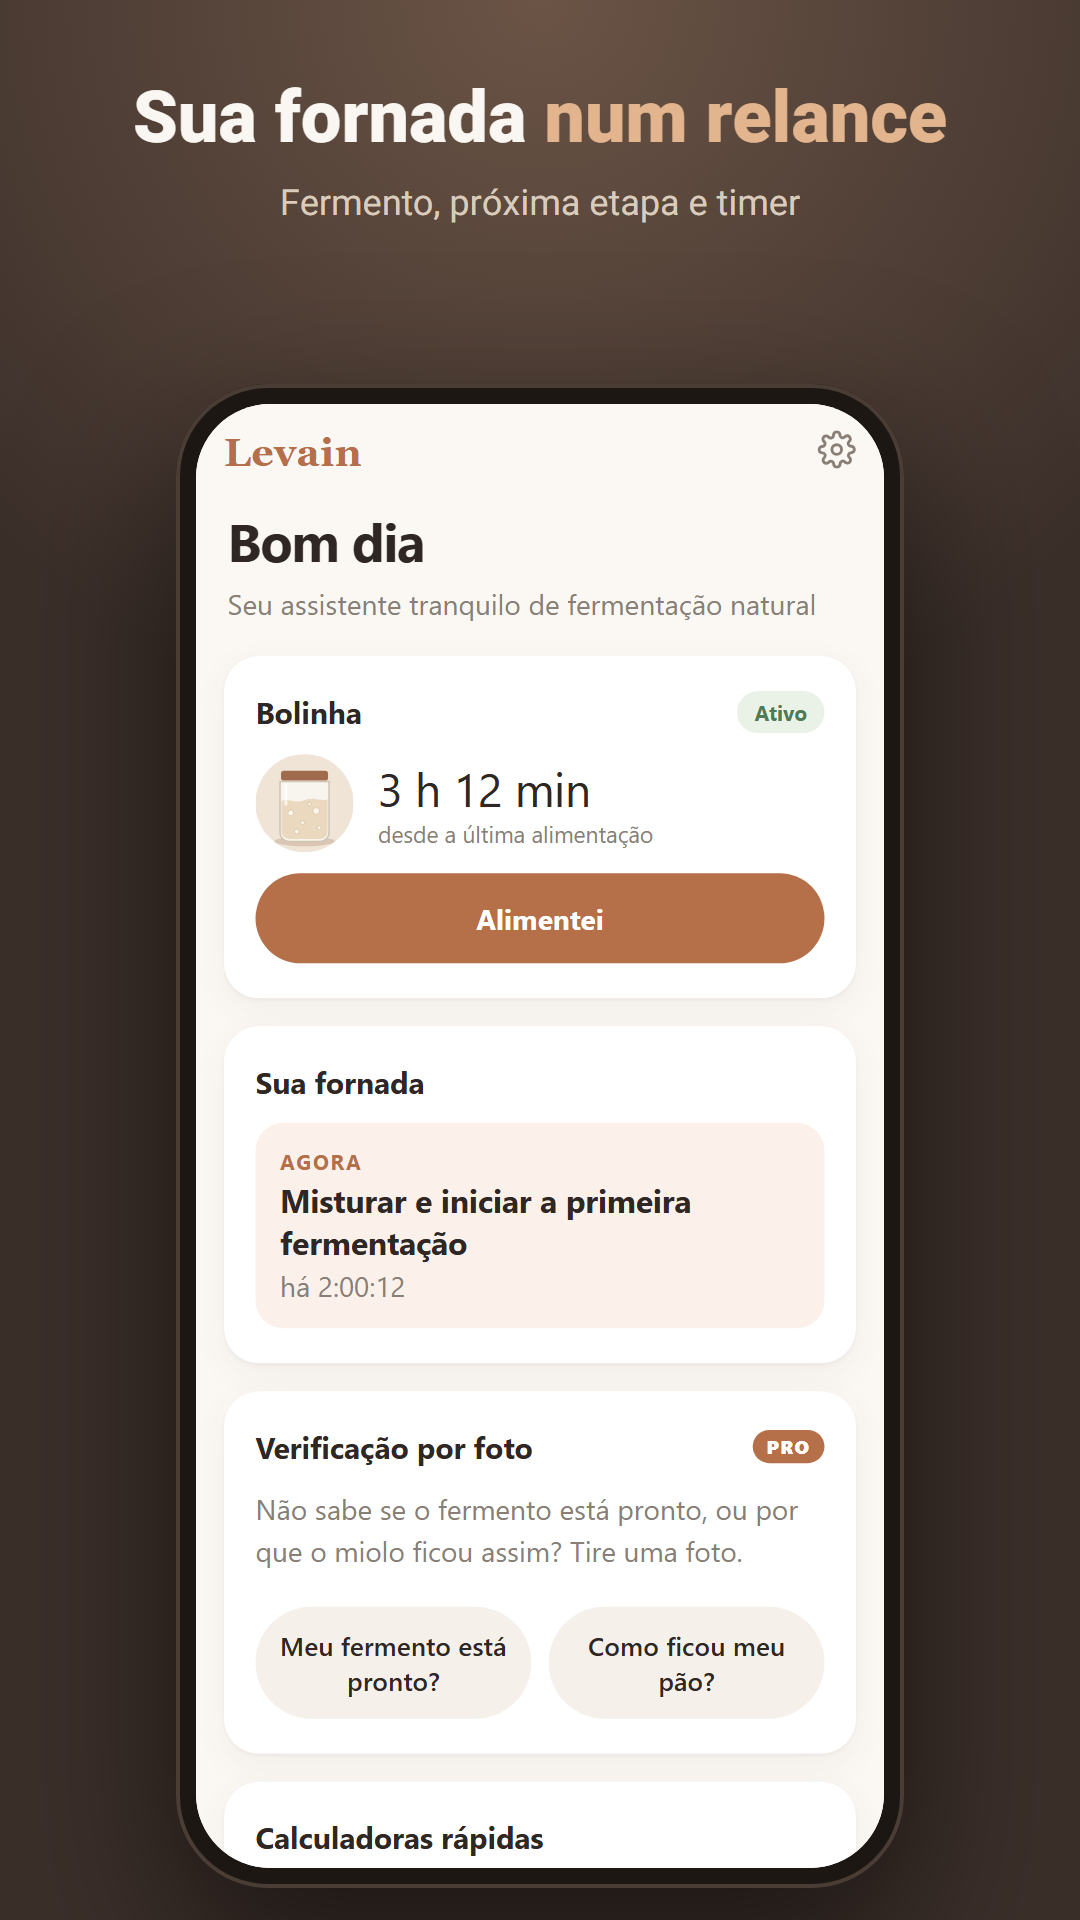 Sua fornada num relance
Fermento, próxima etapa e timer
Levain
Bom dia
Seu assistente tranquilo de fermentação natural
Bolinha
Ativo
3 h 12 min
desde a última alimentação
Alimentei
Sua fornada
AGORA
Misturar e iniciar a primeira
fermentação
há 2:00:12
Verificação por foto
PRO
Não sabe se o fermento está pronto, ou por
que o miolo ficou assim? Tire uma foto.
Meu fermento está
pronto?
Como ficou meu
pão?
Calculadoras rápidas